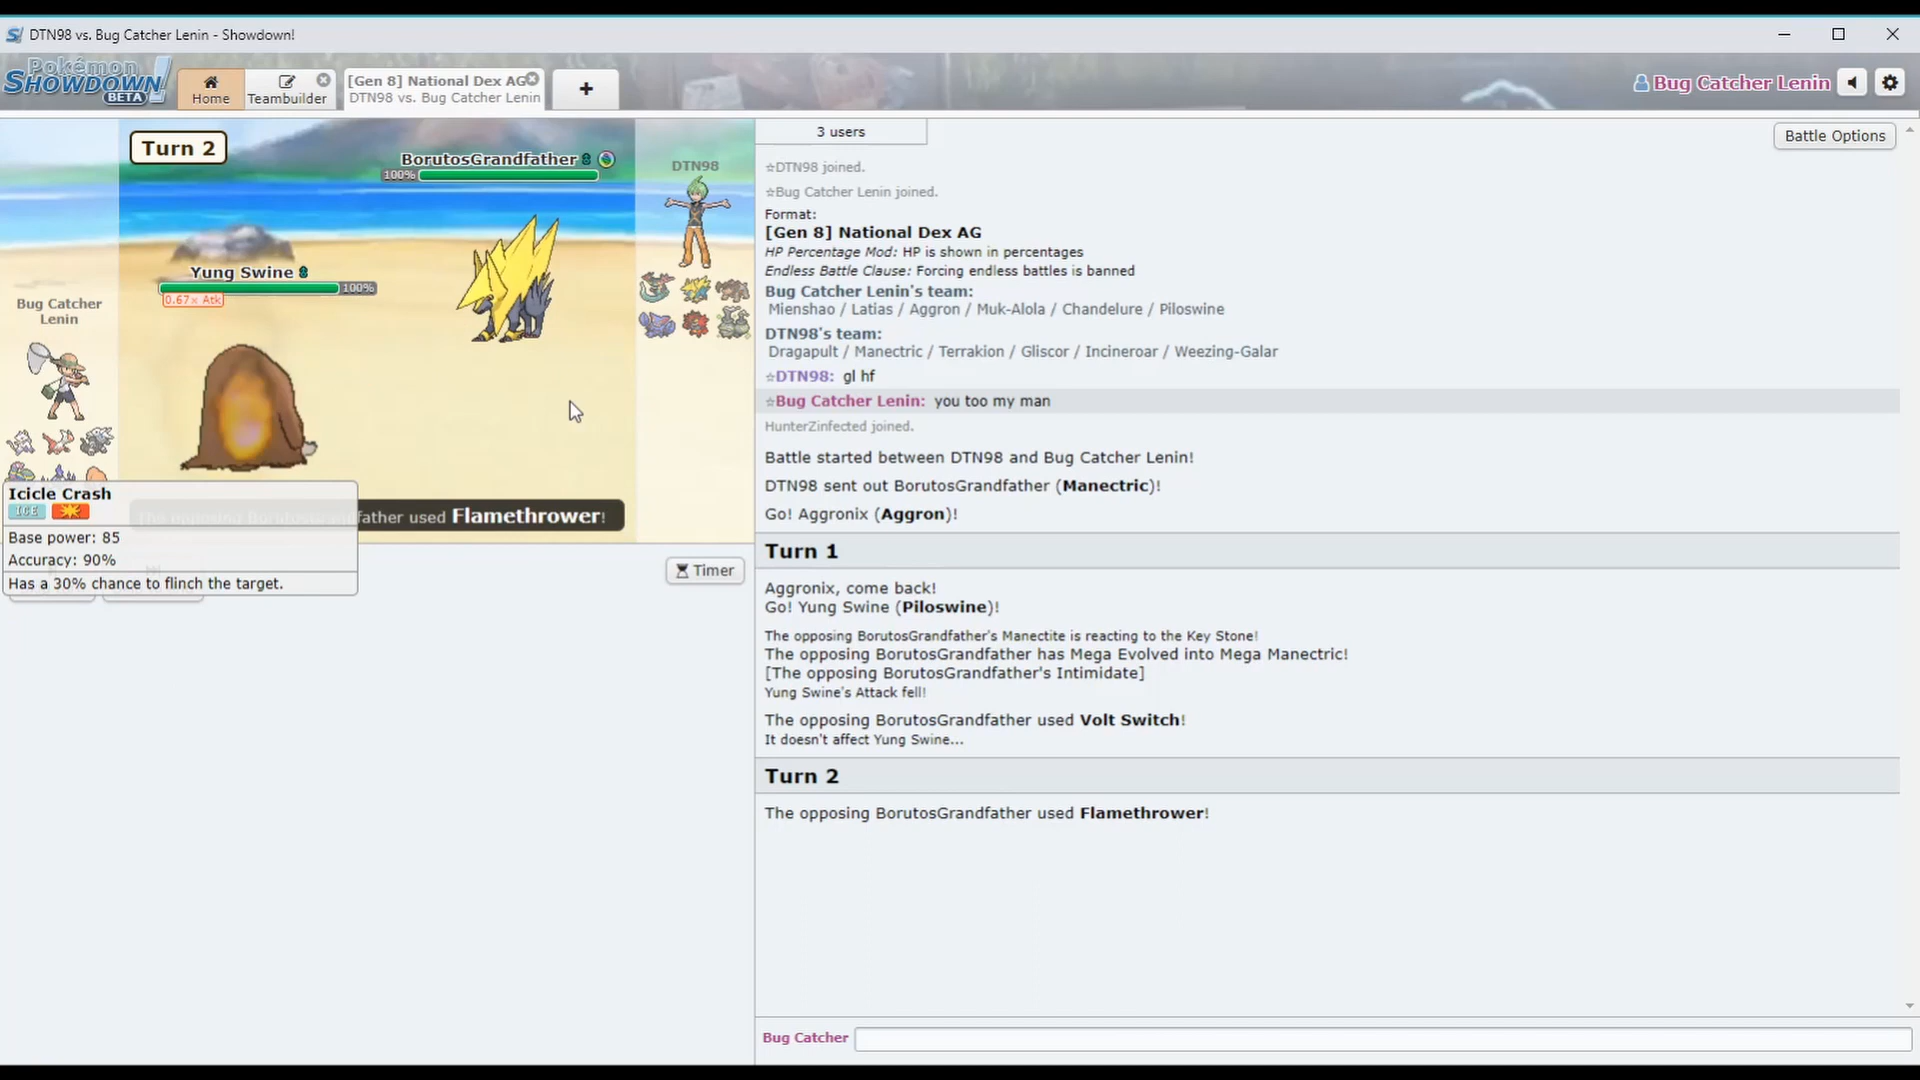 DTN98 vs. Bug Catcher Lenin - Showdown!
Pokémon
SHOWDOWN!
BETA
Home
Teambuilder
[Gen 8] National Dex AG
DTN98 vs. Bug Catcher Lenin
+
Bug Catcher Lenin
Turn 2
BorutosGrandfather
100%
Yung Swine
100%
0.67x Atk
Bug Catcher
Lenin
DTN98
father used Flamethrower!
Icicle Crash
ICE
Base power: 85
Accuracy: 90%
Has a 30% chance to flinch the target.
Timer
3 users
Battle Options
☆DTN98 joined.
☆Bug Catcher Lenin joined.
Format:
[Gen 8] National Dex AG
HP Percentage Mod: HP is shown in percentages
Endless Battle Clause: Forcing endless battles is banned
Bug Catcher Lenin's team:
Mienshao / Latias / Aggron / Muk-Alola / Chandelure / Piloswine
DTN98's team:
Dragapult / Manectric / Terrakion / Gliscor / Incineroar / Weezing-Galar
☆DTN98: gl hf
☆Bug Catcher Lenin: you too my man
HunterZinfected joined.
Battle started between DTN98 and Bug Catcher Lenin!
DTN98 sent out BorutosGrandfather (Manectric)!
Go! Aggronix (Aggron)!
Turn 1
Aggronix, come back!
Go! Yung Swine (Piloswine)!
The opposing BorutosGrandfather's Manectite is reacting to the Key Stone!
The opposing BorutosGrandfather has Mega Evolved into Mega Manectric!
[The opposing BorutosGrandfather's Intimidate]
Yung Swine's Attack fell!
The opposing BorutosGrandfather used Volt Switch!
It doesn't affect Yung Swine...
Turn 2
The opposing BorutosGrandfather used Flamethrower!
Bug Catcher